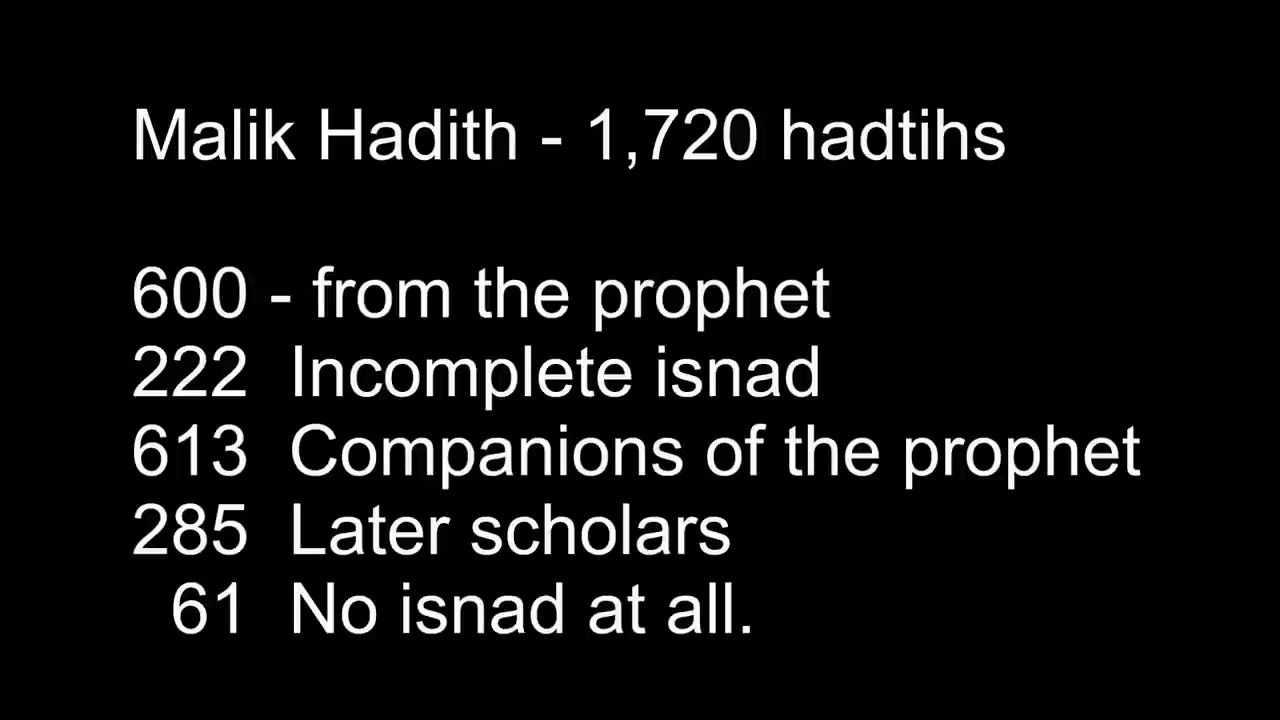 Malik Hadith - 1,720 hadtihs
600 - from the prophet
222 Incomplete isnad
613 Companions of the prophet
285 Later scholars
61 No isnad at all.